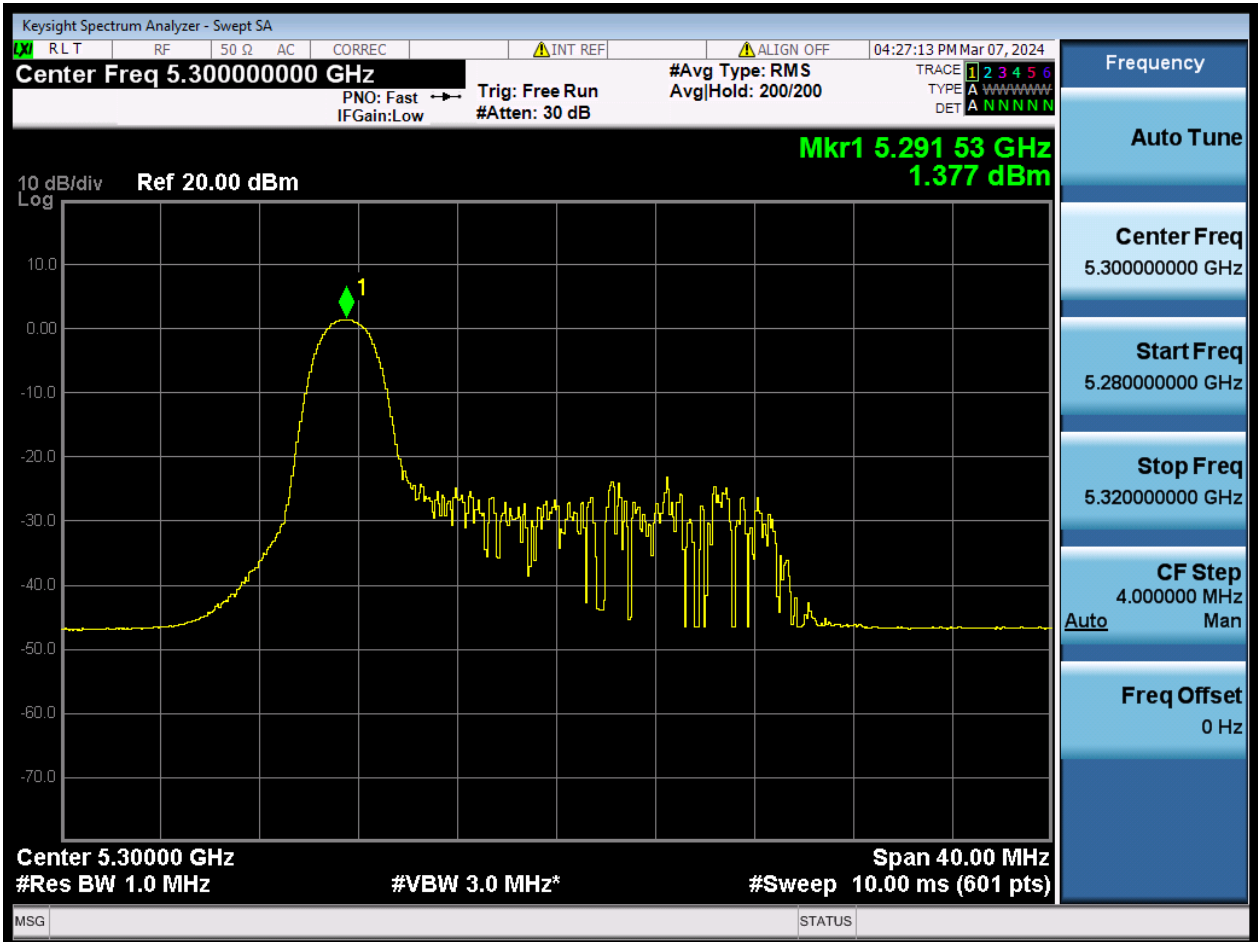 Keysight Spectrum Analyzer - Swept SA
LXI RLT RF 50 Ω AC CORREC INT REF ALIGN OFF 04:27:13 PM Mar 07, 2024
Center Freq 5.300000000 GHz
PNO: Fast
IFGain:Low
Trig: Free Run
#Atten: 30 dB
#Avg Type: RMS
Avg|Hold: 200/200
TRACE 1 2 3 4 5 6
TYPE A WWWWW
DET A N N N N N
Mkr1 5.291 53 GHz
1.377 dBm
10 dB/div Ref 20.00 dBm
Log
10.0
0.00
-10.0
-20.0
-30.0
-40.0
-50.0
-60.0
-70.0
1
Center 5.30000 GHz Span 40.00 MHz
#Res BW 1.0 MHz #VBW 3.0 MHz* #Sweep 10.00 ms (601 pts)
MSG STATUS
Frequency
Auto Tune
Center Freq
5.300000000 GHz
Start Freq
5.280000000 GHz
Stop Freq
5.320000000 GHz
CF Step
4.000000 MHz
Auto Man
Freq Offset
0 Hz